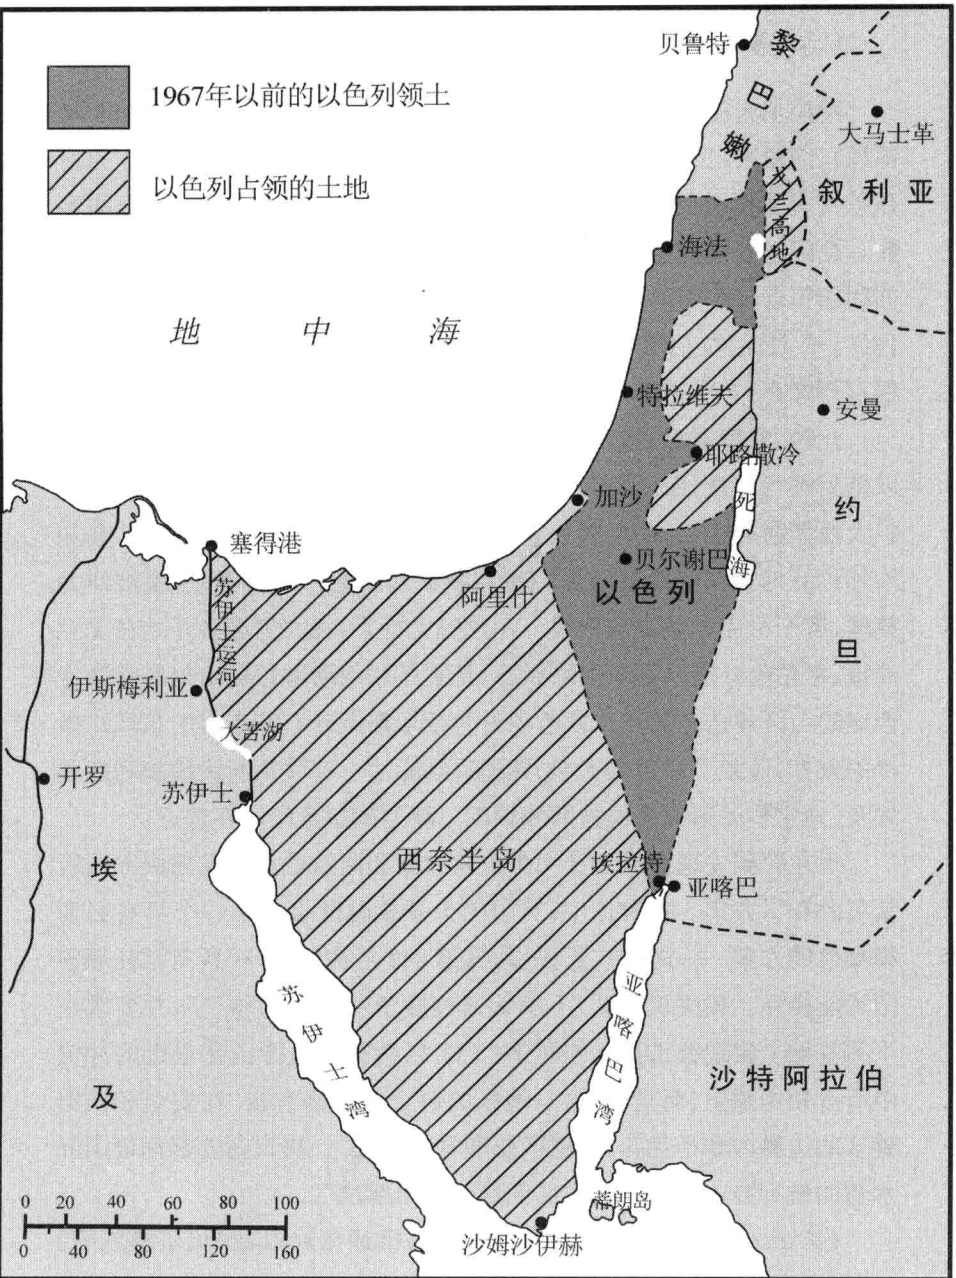 贝鲁特
黎巴嫩
1967年以前的以色列领土
大马士革
以色列占领的土地
戈兰高地
叙利亚
海法
地中海
特拉维夫
安曼
耶路撒冷
加沙
死海
约旦
塞得港
贝尔谢巴
阿里什
以色列
苏伊士运河
伊斯梅利亚
大苦湖
开罗
苏伊士
西奈半岛
埃拉特
亚喀巴
埃及
苏伊士湾
亚喀巴湾
沙特阿拉伯
蒂朗岛
沙姆沙伊赫
0 20 40 60 80 100
0 40 80 120 160